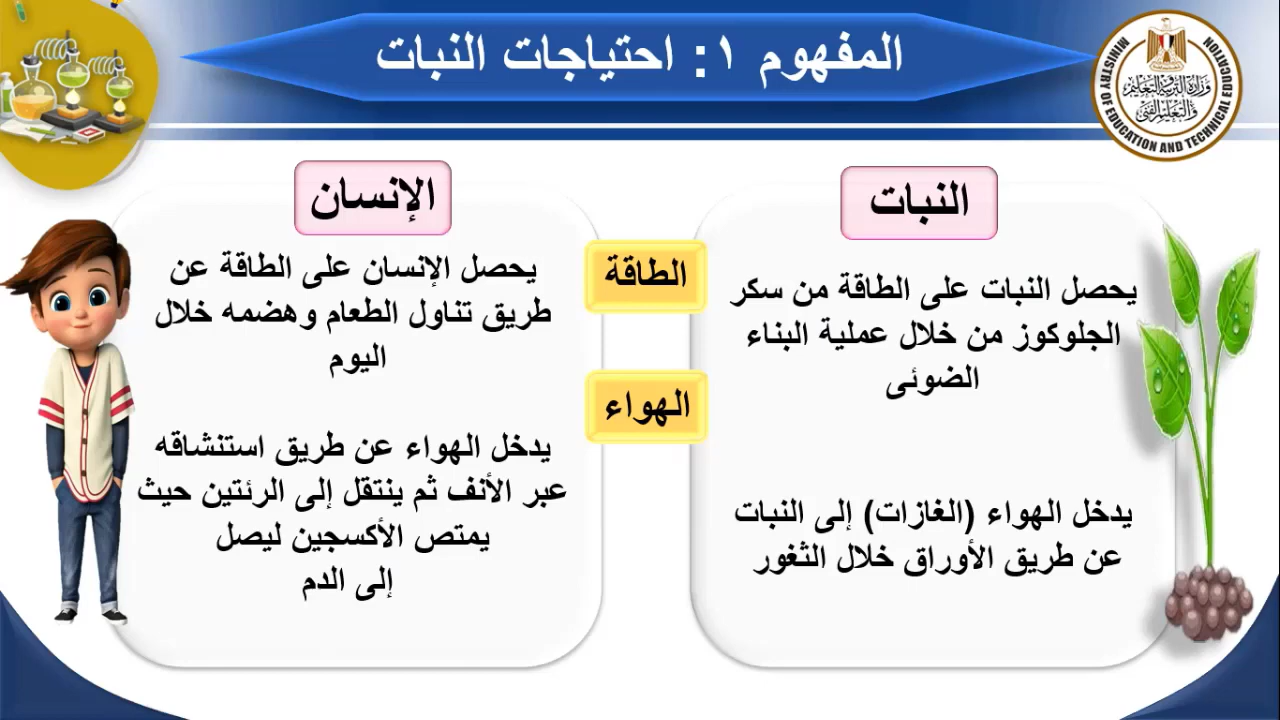 المفهوم ١: احتياجات النبات
وزارة التربية والتعليم
والتعليم الفني
MINISTRY OF EDUCATION AND TECHNICAL EDUCATION
النبات
الإنسان
الطاقة
يحصل النبات على الطاقة من سكر
الجلوكوز من خلال عملية البناء
الضوئى
يحصل الإنسان على الطاقة عن
طريق تناول الطعام وهضمه خلال
اليوم
الهواء
يدخل الهواء (الغازات) إلى النبات
عن طريق الأوراق خلال الثغور
يدخل الهواء عن طريق استنشاقه
عبر الأنف ثم ينتقل إلى الرئتين حيث
يمتص الأكسجين ليصل
إلى الدم